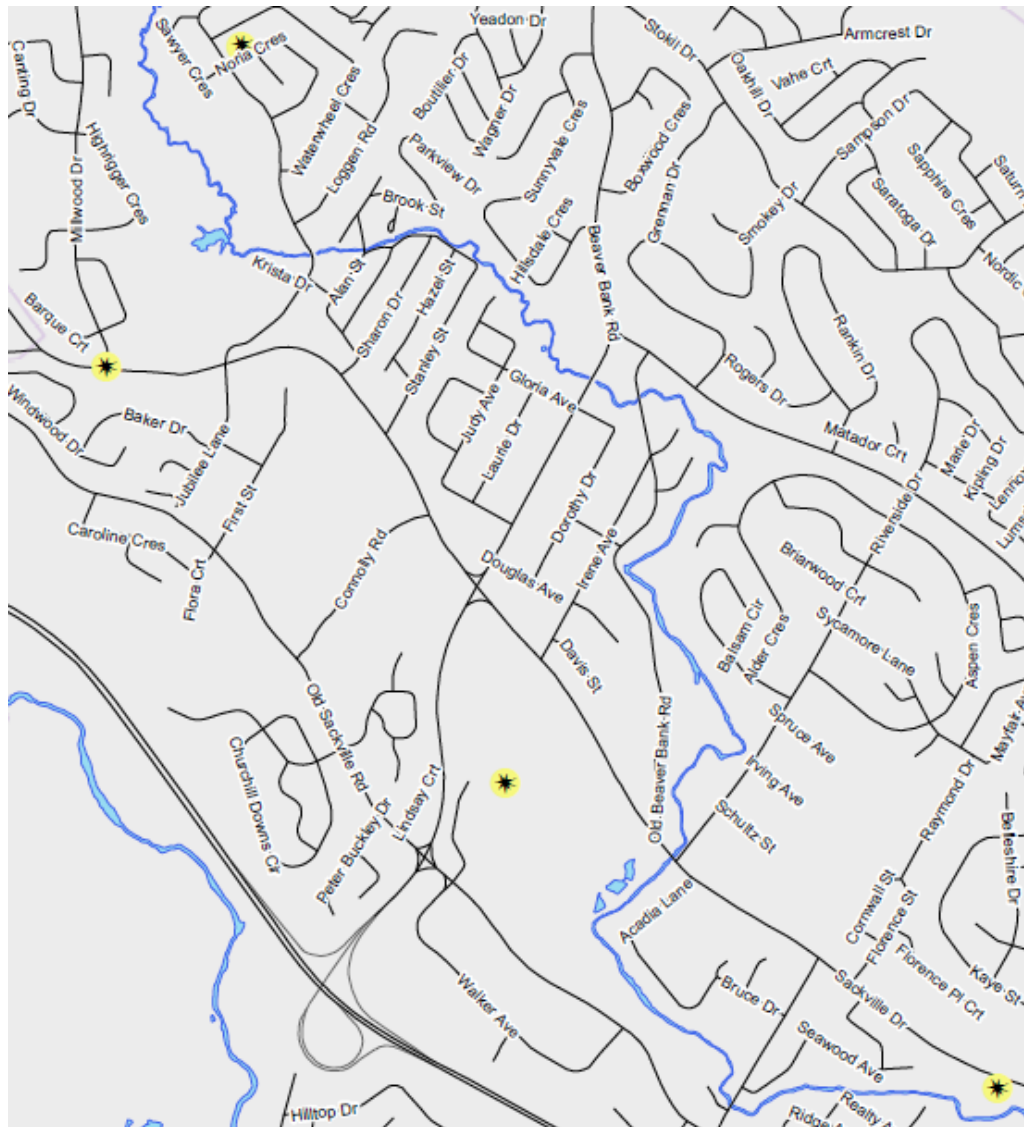 Yeadon Dr
Stokil Dr
Armcrest Dr
Sawyer Cres
Noria Cres
Canting Dr
Boutilier Dr
Wagner Dr
Oakhill Dr
Vahe Crt
Waterwheel Cres
Loggen Rd
Parkview Dr
Sunnyvale Cres
Boxwood Cres
Sampson Dr
Sapphire Cres
Saturn
Highrigger Cres
Millwood Dr
Brook St
Grennan Dr
Smokey Dr
Saratoga Dr
Hillsdale Cres
Beaver Bank Rd
Nordic
Krista Dr
Alan St
Sharon Dr
Hazel St
Stanley St
Barque Crt
Rankin Dr
Rogers Dr
Gloria Ave
Judy Ave
Laurie Dr
Windwood Dr
Baker Dr
Jubilee Lane
First St
Matador Crt
Marie Dr
Kipling Dr
Riverside Dr
Dorothy Dr
Irene Ave
Caroline Cres
Flora Crt
Connolly Rd
Douglas Ave
Briarwood Crt
Sycamore Lane
Balsam Cir
Alder Cres
Aspen Cres
Davis St
Old Sackville Rd
Old Beaver Bank Rd
Spruce Ave
Irving Ave
Schultz St
Raymond Dr
Churchill Downs Cir
Peter Buckley Dr
Lindsay Crt
Cornwall St
Florence St
Florence Pl Crt
Kaye St
Acadia Lane
Bruce Dr
Sackville Dr
Seawood Ave
Walker Ave
Hilltop Dr